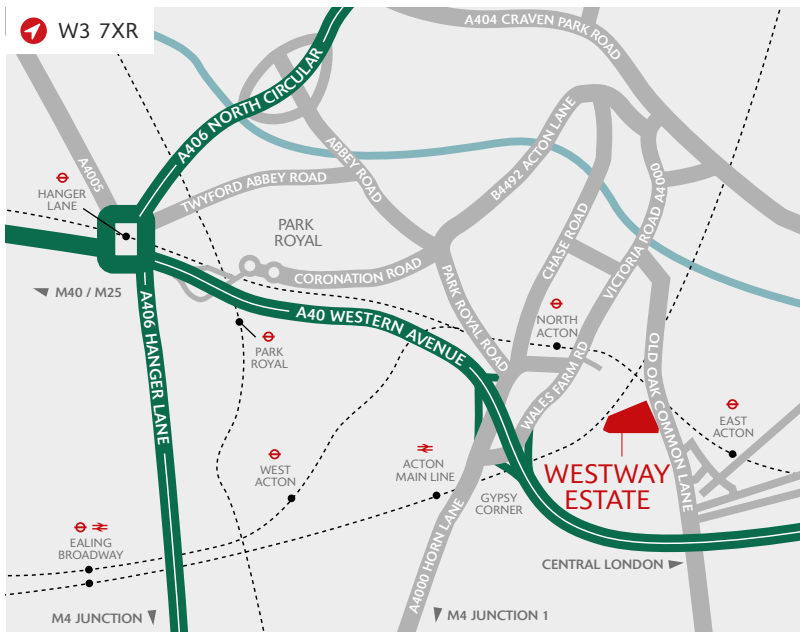 W3 7XR
A404 CRAVEN PARK ROAD
A406 NORTH CIRCULAR
A4005
HANGER
LANE
TWYFORD ABBEY ROAD
ABBEY ROAD
B4492 ACTON LANE
PARK
ROYAL
CORONATION ROAD
CHASE ROAD
VICTORIA ROAD A4000
M40 / M25
A406 HANGER LANE
A40 WESTERN AVENUE
PARK ROYAL ROAD
NORTH
ACTON
PARK
ROYAL
WALES FARM RD
OLD OAK COMMON LANE
EAST
ACTON
WEST
ACTON
ACTON
MAIN LINE
WESTWAY
ESTATE
GYPSY
CORNER
EALING
BROADWAY
A4000 HORN LANE
CENTRAL LONDON
M4 JUNCTION
M4 JUNCTION 1